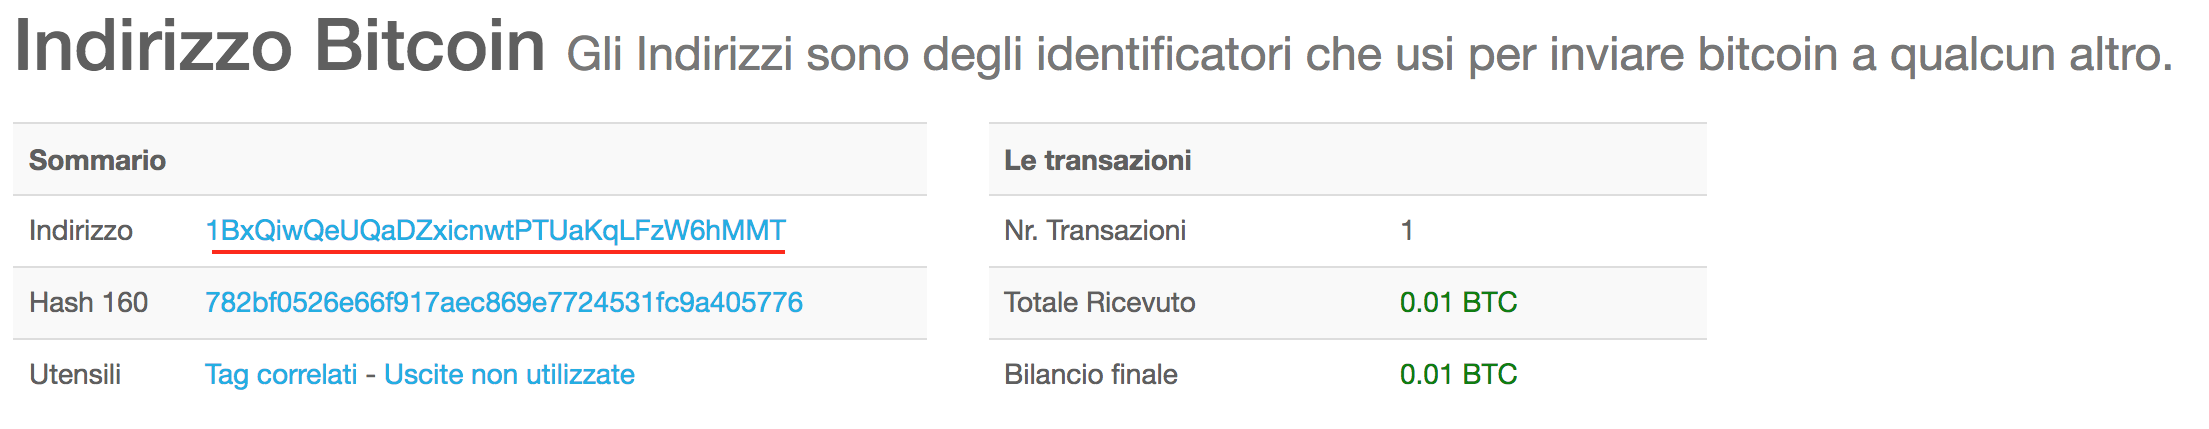 Indirizzo Bitcoin Gli Indirizzi sono degli identificatori che usi per inviare bitcoin a qualcun altro.
Sommario
Indirizzo 1BxQiwQeUQaDZxicnwtPTUaKqLFzW6hMMT
Hash 160 782bf0526e66f917aec869e7724531fc9a405776
Utensili Tag correlati - Uscite non utilizzate
Le transazioni
Nr. Transazioni 1
Totale Ricevuto 0.01 BTC
Bilancio finale 0.01 BTC